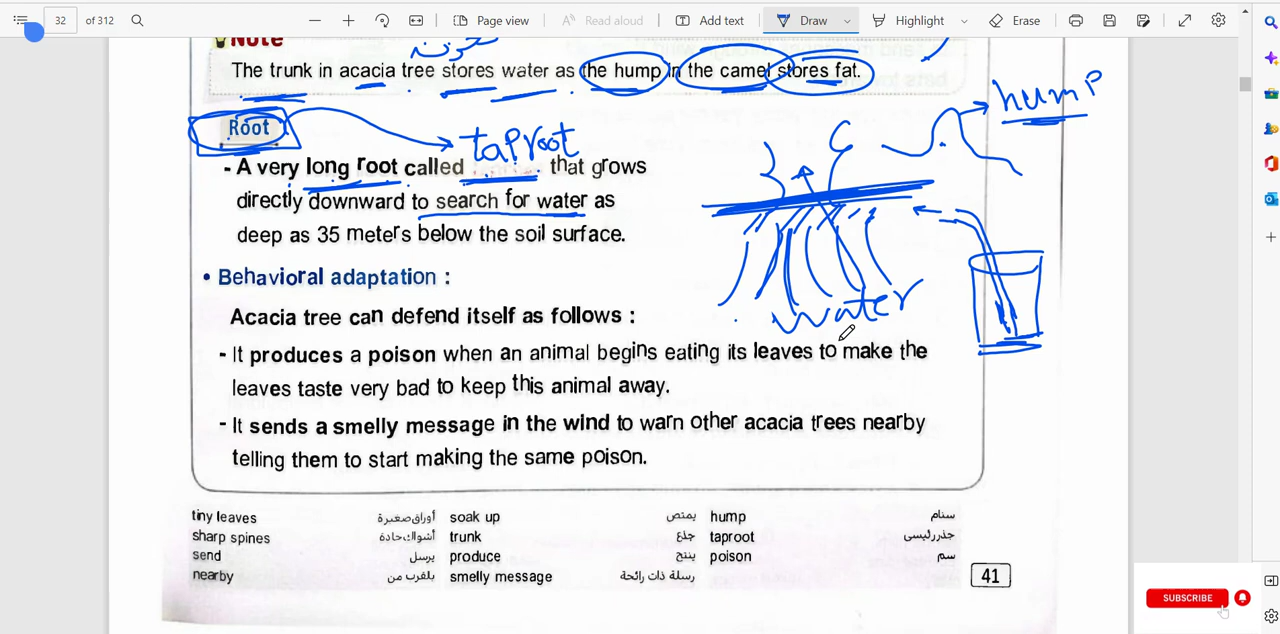 32 of 312 Page view Read aloud Add text Draw Highlight Erase
Note
The trunk in acacia tree stores water as the hump in the camel stores fat.
hump
Root
taproot
- A very long root called that grows
directly downward to search for water as
deep as 35 meters below the soil surface.
water
• Behavioral adaptation :
Acacia tree can defend itself as follows :
- It produces a poison when an animal begins eating its leaves to make the
leaves taste very bad to keep this animal away.
- It sends a smelly message in the wind to warn other acacia trees nearby
telling them to start making the same poison.
tiny leaves أوراق صغيرة soak up يمتص hump سنام
sharp spines أشواك حادة trunk جذع taproot جذر رئيسى
send يرسل produce ينتج poison سم
nearby بالقرب من smelly message رسالة ذات رائحة
41
SUBSCRIBE